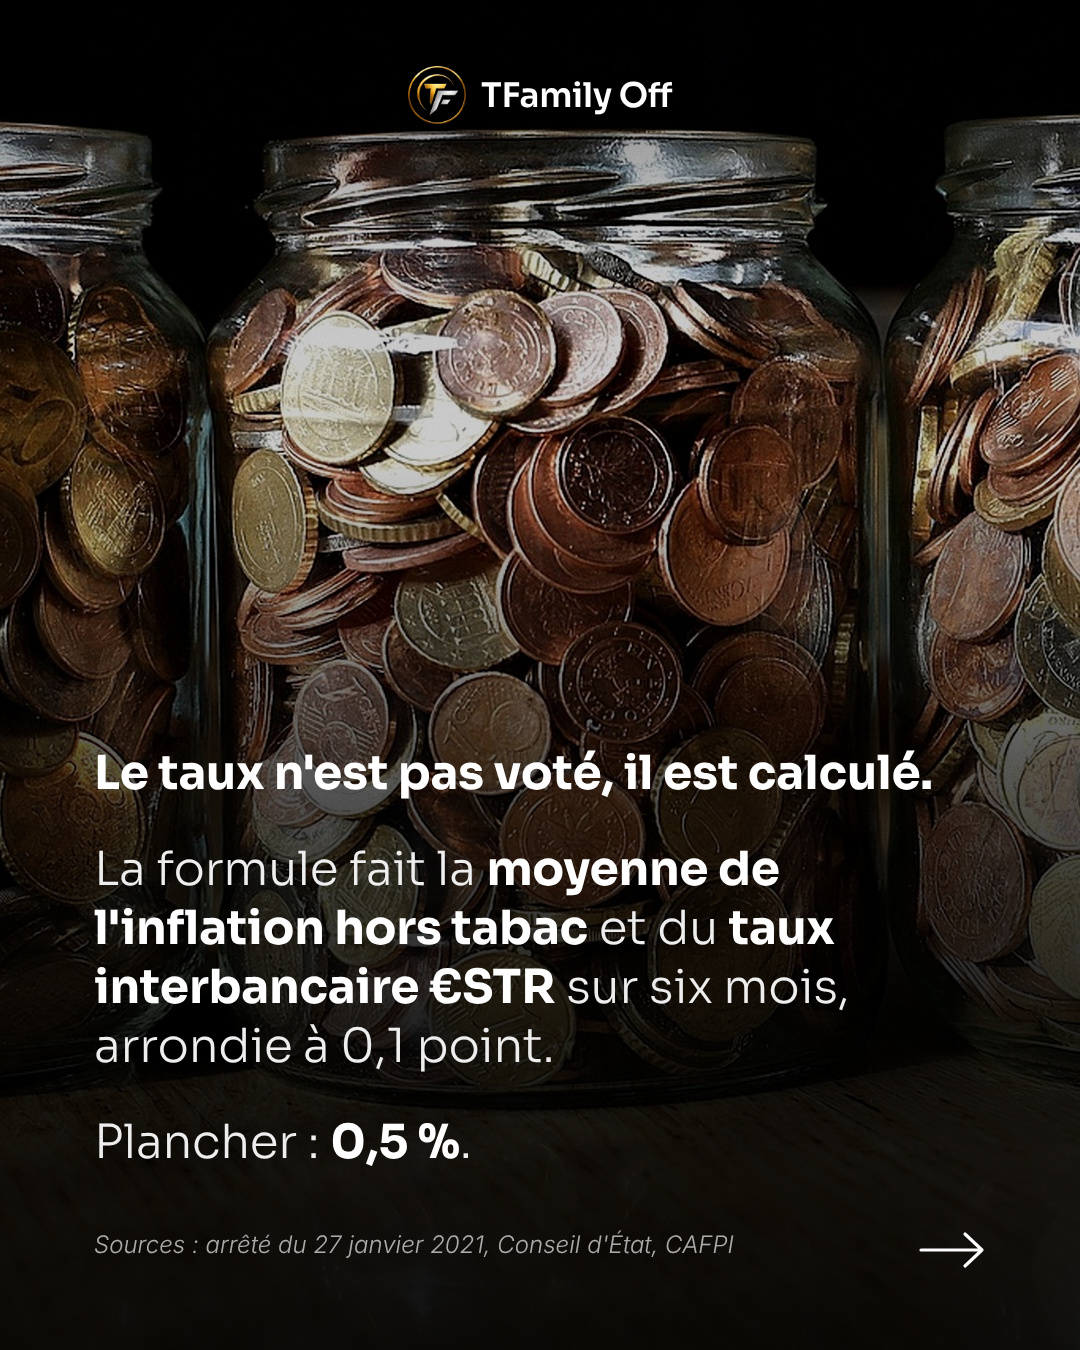 TFamily Off
Le taux n'est pas voté, il est calculé.
La formule fait la moyenne de
l'inflation hors tabac et du taux
interbancaire €STR sur six mois,
arrondie à 0,1 point.
Plancher : 0,5 %.
Sources : arrêté du 27 janvier 2021, Conseil d'État, CAFPI